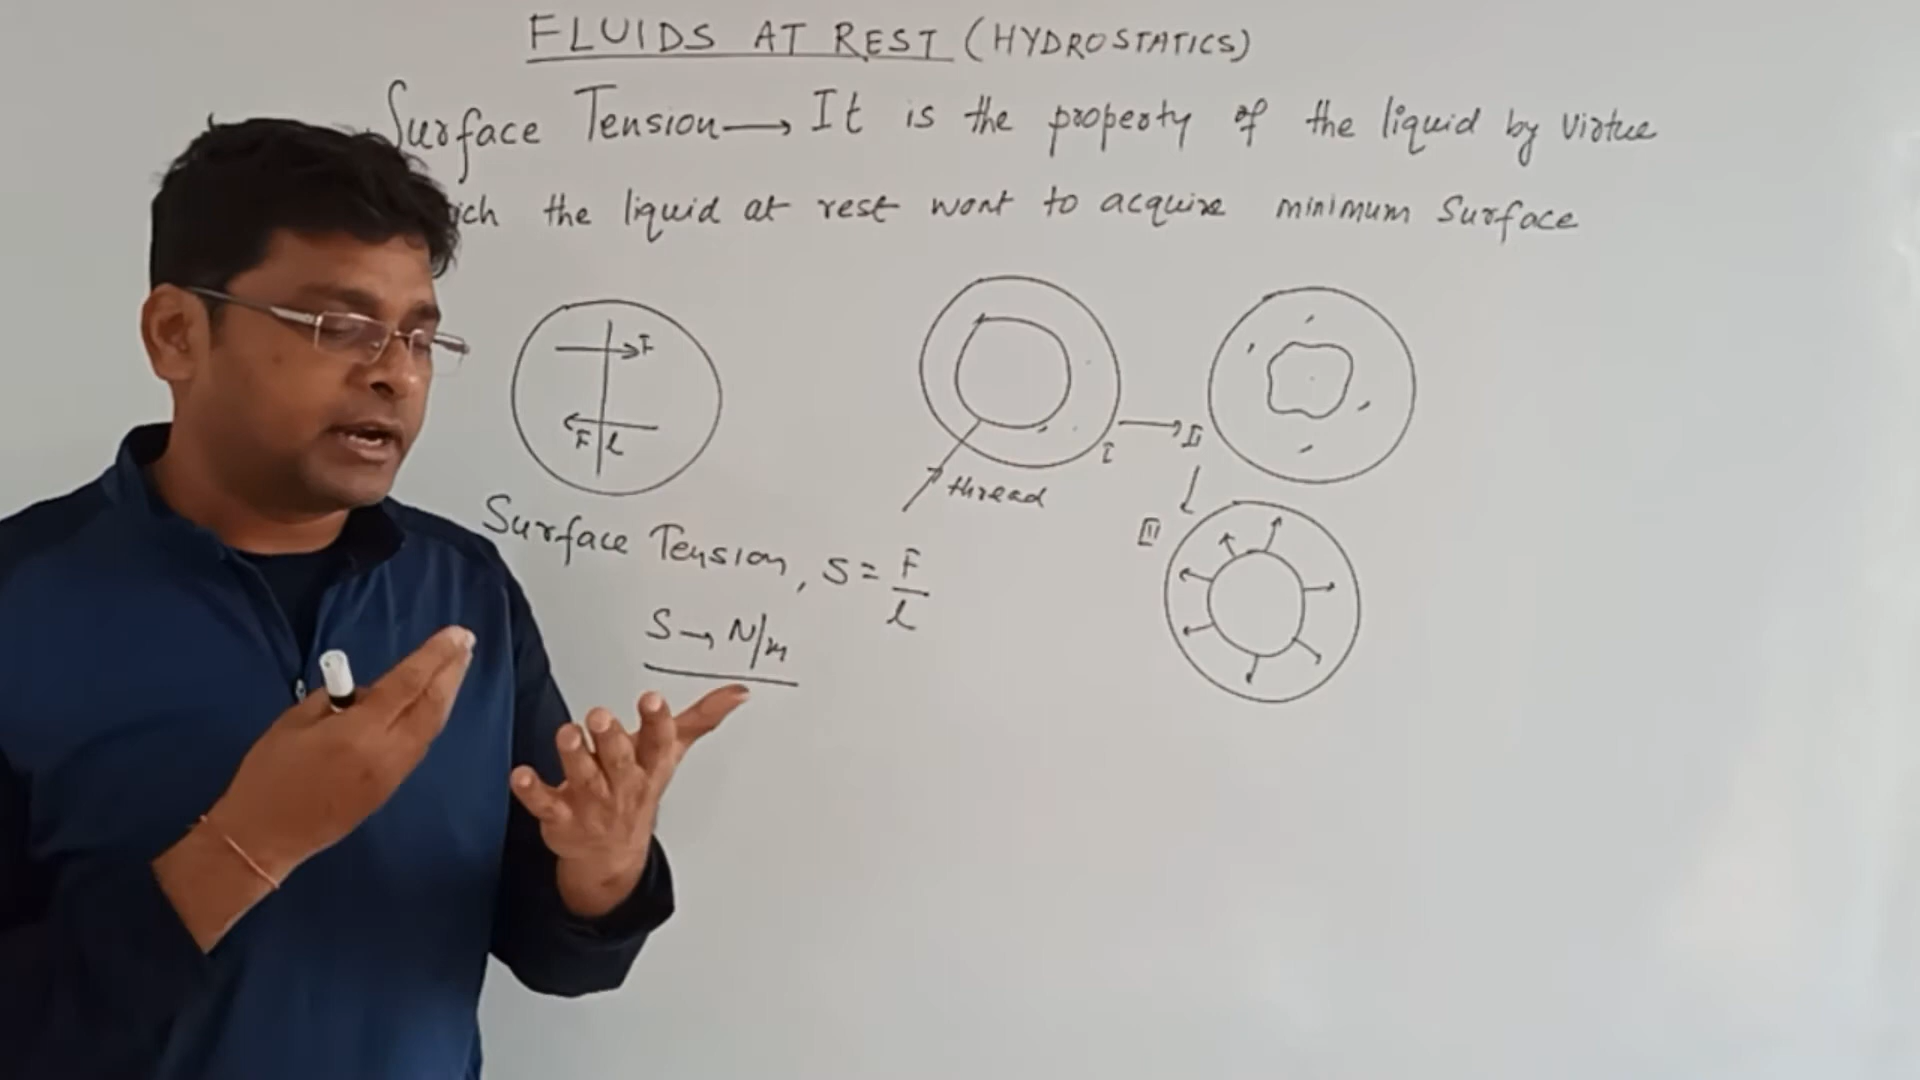 FLUIDS AT REST (HYDROSTATICS)
Surface Tension → It is the property of the liquid by virtue
the liquid at rest want to acquire minimum Surface
F
F l
thread
I
II
III
Surface Tension, S = F/l
S → N/m